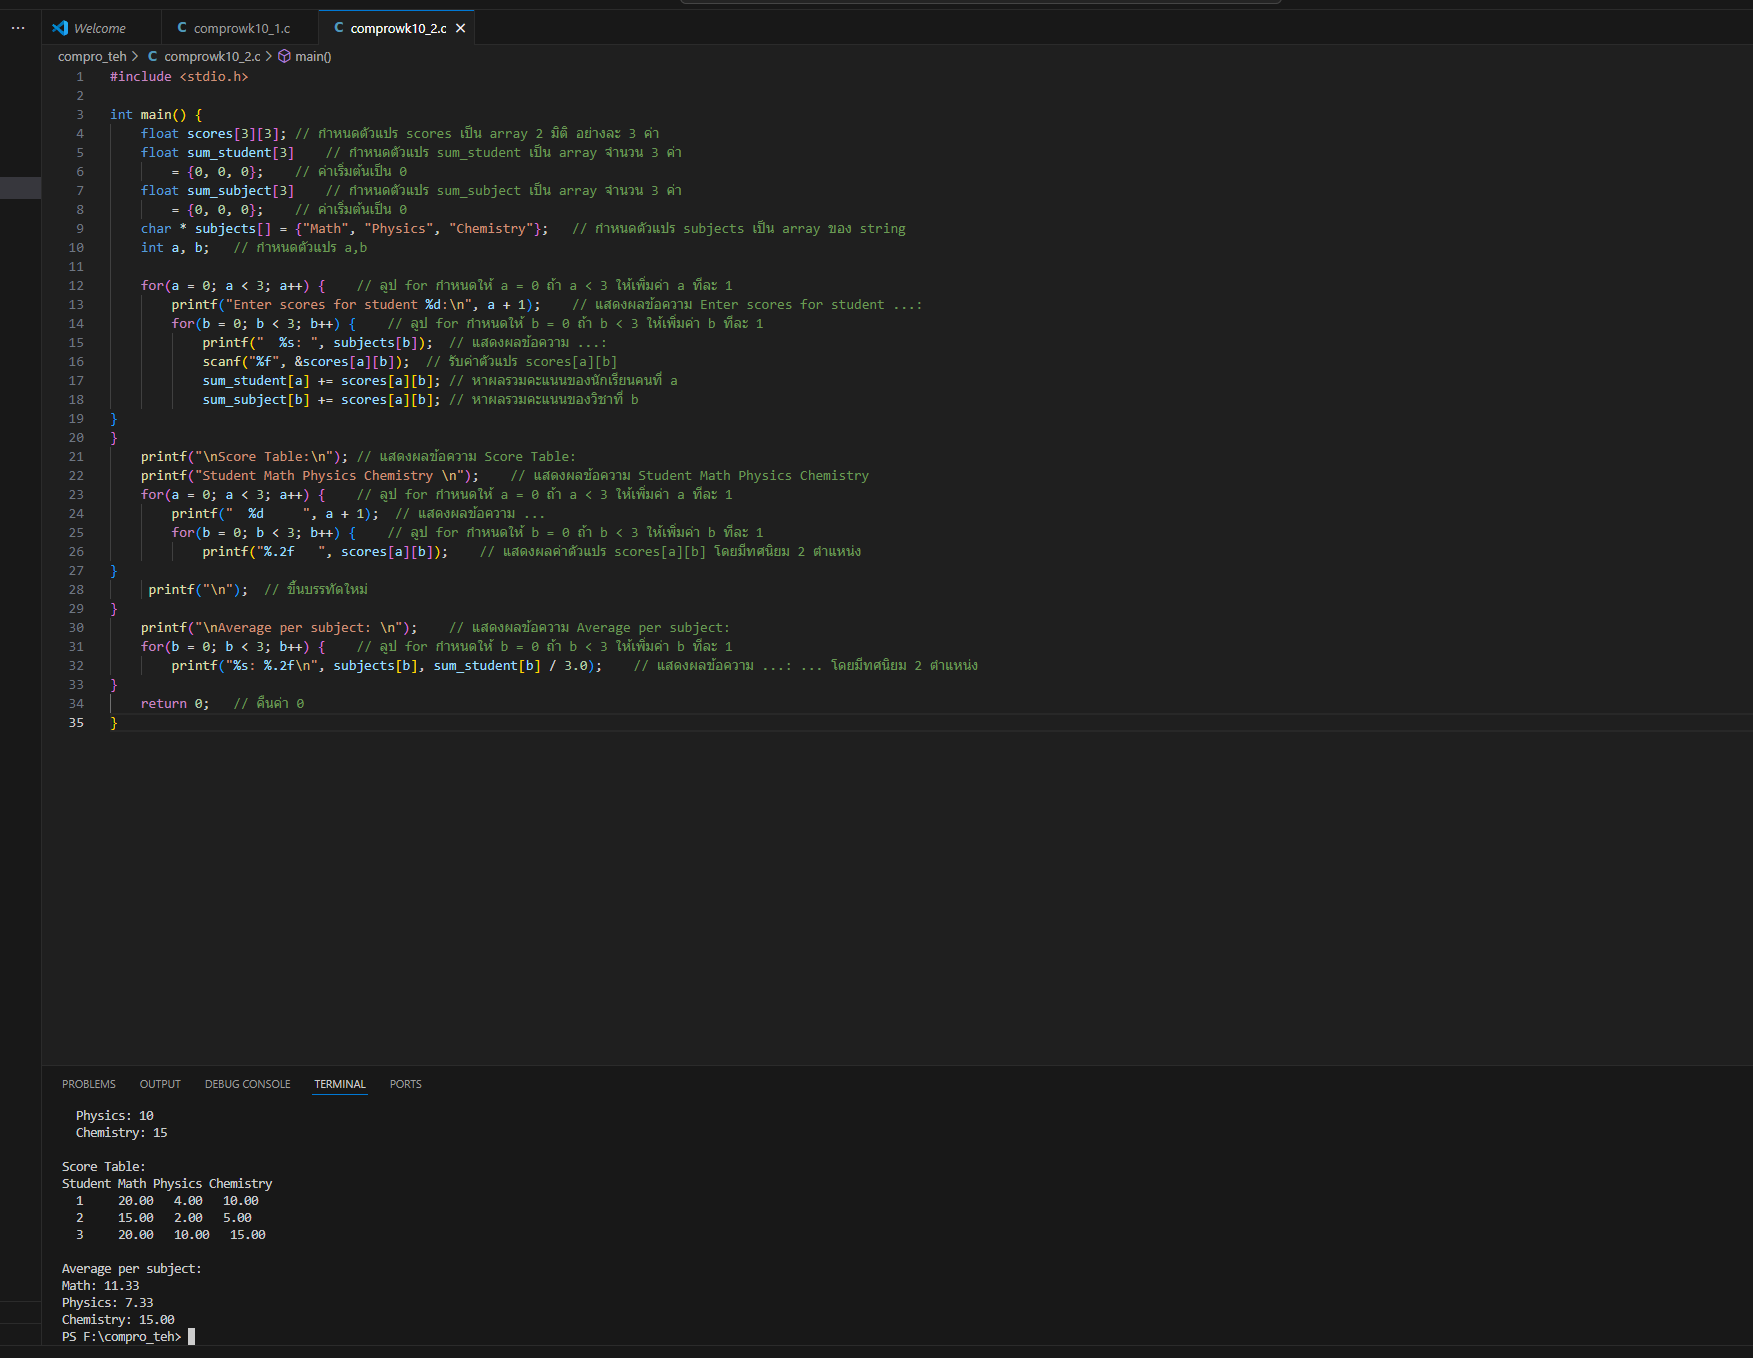 Welcome
C comprowk10_1.c
C comprowk10_2.c
compro_teh > C comprowk10_2.c > main()
1 #include <stdio.h>
2
3 int main() {
4     float scores[3][3]; // กำหนดตัวแปร scores เป็น array 2 มิติ อย่างละ 3 ค่า
5     float sum_student[3]    // กำหนดตัวแปร sum_student เป็น array จำนวน 3 ค่า
6         = {0, 0, 0};    // ค่าเริ่มต้นเป็น 0
7     float sum_subject[3]    // กำหนดตัวแปร sum_subject เป็น array จำนวน 3 ค่า
8         = {0, 0, 0};    // ค่าเริ่มต้นเป็น 0
9     char * subjects[] = {"Math", "Physics", "Chemistry"};   // กำหนดตัวแปร subjects เป็น array ของ string
10     int a, b;   // กำหนดตัวแปร a,b
11
12     for(a = 0; a < 3; a++) {    // ลูป for กำหนดให้ a = 0 ถ้า a < 3 ให้เพิ่มค่า a ทีละ 1
13         printf("Enter scores for student %d:\n", a + 1);    // แสดงผลข้อความ Enter scores for student ...:
14         for(b = 0; b < 3; b++) {    // ลูป for กำหนดให้ b = 0 ถ้า b < 3 ให้เพิ่มค่า b ทีละ 1
15             printf("  %s: ", subjects[b]);  // แสดงผลข้อความ ...:
16             scanf("%f", &scores[a][b]);  // รับค่าตัวแปร scores[a][b]
17             sum_student[a] += scores[a][b]; // หาผลรวมคะแนนของนักเรียนคนที่ a
18             sum_subject[b] += scores[a][b]; // หาผลรวมคะแนนของวิชาที่ b
19 }
20 }
21     printf("\nScore Table:\n"); // แสดงผลข้อความ Score Table:
22     printf("Student Math Physics Chemistry \n");    // แสดงผลข้อความ Student Math Physics Chemistry
23     for(a = 0; a < 3; a++) {    // ลูป for กำหนดให้ a = 0 ถ้า a < 3 ให้เพิ่มค่า a ทีละ 1
24         printf("  %d     ", a + 1);  // แสดงผลข้อความ ...
25         for(b = 0; b < 3; b++) {    // ลูป for กำหนดให้ b = 0 ถ้า b < 3 ให้เพิ่มค่า b ทีละ 1
26             printf("%.2f   ", scores[a][b]);    // แสดงผลค่าตัวแปร scores[a][b] โดยมีทศนิยม 2 ตำแหน่ง
27 }
28      printf("\n");  // ขึ้นบรรทัดใหม่
29 }
30     printf("\nAverage per subject: \n");    // แสดงผลข้อความ Average per subject:
31     for(b = 0; b < 3; b++) {    // ลูป for กำหนดให้ b = 0 ถ้า b < 3 ให้เพิ่มค่า b ทีละ 1
32         printf("%s: %.2f\n", subjects[b], sum_student[b] / 3.0);    // แสดงผลข้อความ ...: ... โดยมีทศนิยม 2 ตำแหน่ง
33 }
34     return 0;   // คืนค่า 0
35 }
PROBLEMS OUTPUT DEBUG CONSOLE TERMINAL PORTS
  Physics: 10
  Chemistry: 15
Score Table:
Student Math Physics Chemistry
  1     20.00   4.00   10.00
  2     15.00   2.00   5.00
  3     20.00   10.00   15.00
Average per subject:
Math: 11.33
Physics: 7.33
Chemistry: 15.00
PS F:\compro_teh>